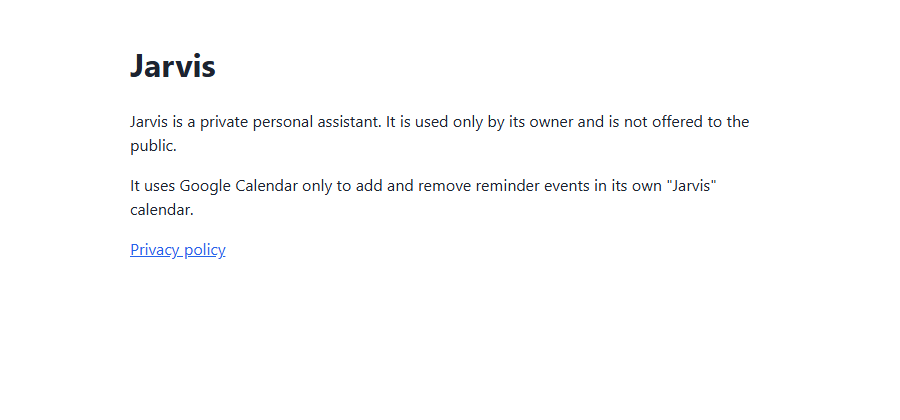 Jarvis
Jarvis is a private personal assistant. It is used only by its owner and is not offered to the
public.
It uses Google Calendar only to add and remove reminder events in its own "Jarvis"
calendar.
Privacy policy